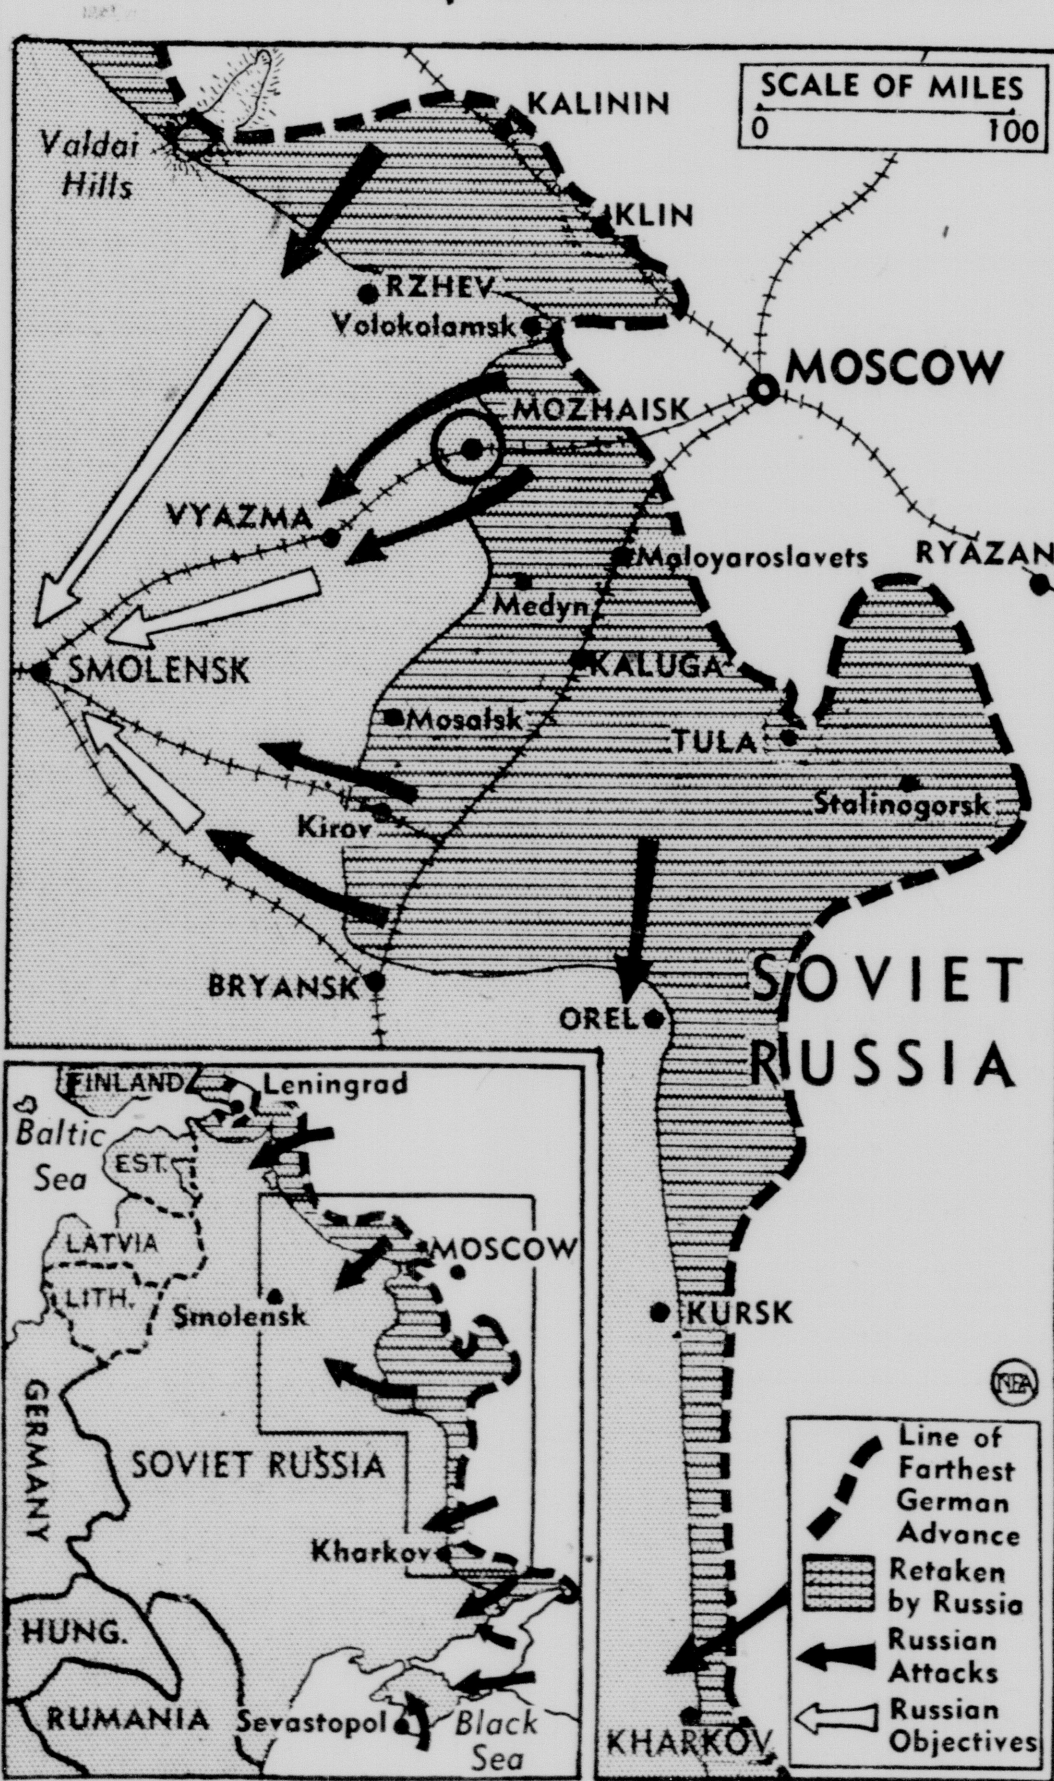 SCALE OF MILES
0 100
KALININ
Valdai
Hills
KLIN
RZHEV
Volokolamsk
MOSCOW
MOZHAISK
VYAZMA
Maloyaroslavets
RYAZAN
Medyn
SMOLENSK
KALUGA
Mosalsk
TULA
Stalinogorsk
Kirov
BRYANSK
SOVIET
RUSSIA
OREL
KURSK
KHARKOV
FINLAND
Leningrad
Baltic
Sea
EST.
LATVIA
MOSCOW
LITH.
Smolensk
GERMANY
SOVIET RUSSIA
Kharkov
HUNG.
RUMANIA
Sevastopol
Black
Sea
NEA
Line of
Farthest
German
Advance
Retaken
by Russia
Russian
Attacks
Russian
Objectives